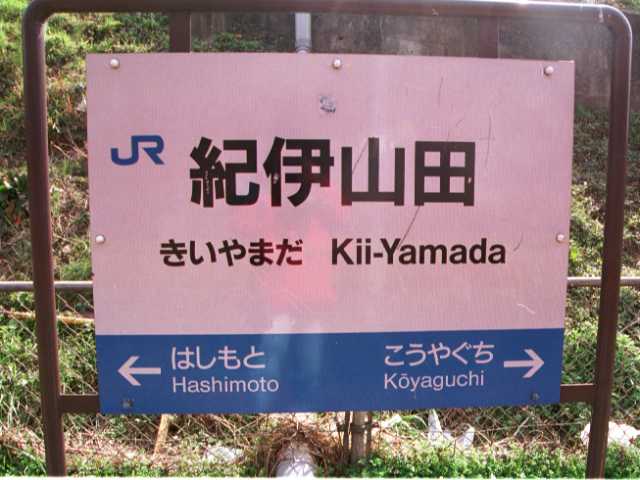 JR 紀伊山田
きいやまだ Kii-Yamada
← はしもと こうやぐち →
Hashimoto Kōyaguchi